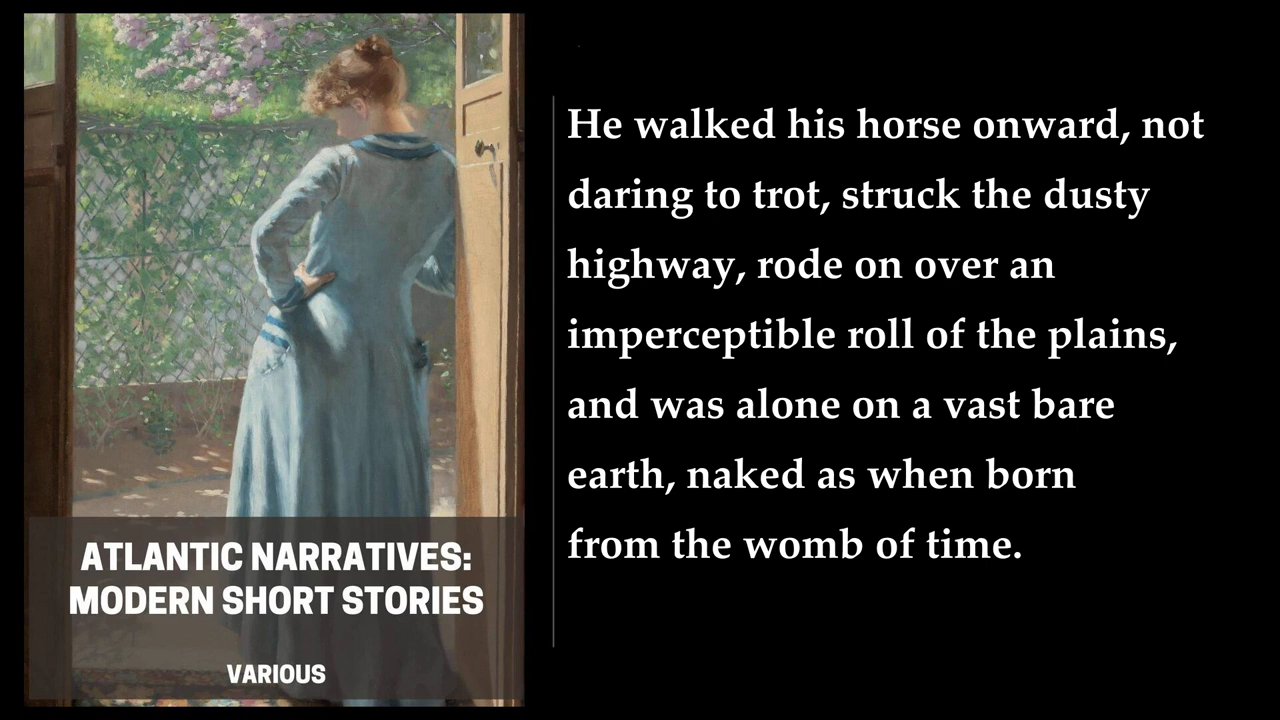 ATLANTIC NARRATIVES:
MODERN SHORT STORIES
VARIOUS
He walked his horse onward, not
daring to trot, struck the dusty
highway, rode on over an
imperceptible roll of the plains,
and was alone on a vast bare
earth, naked as when born
from the womb of time.